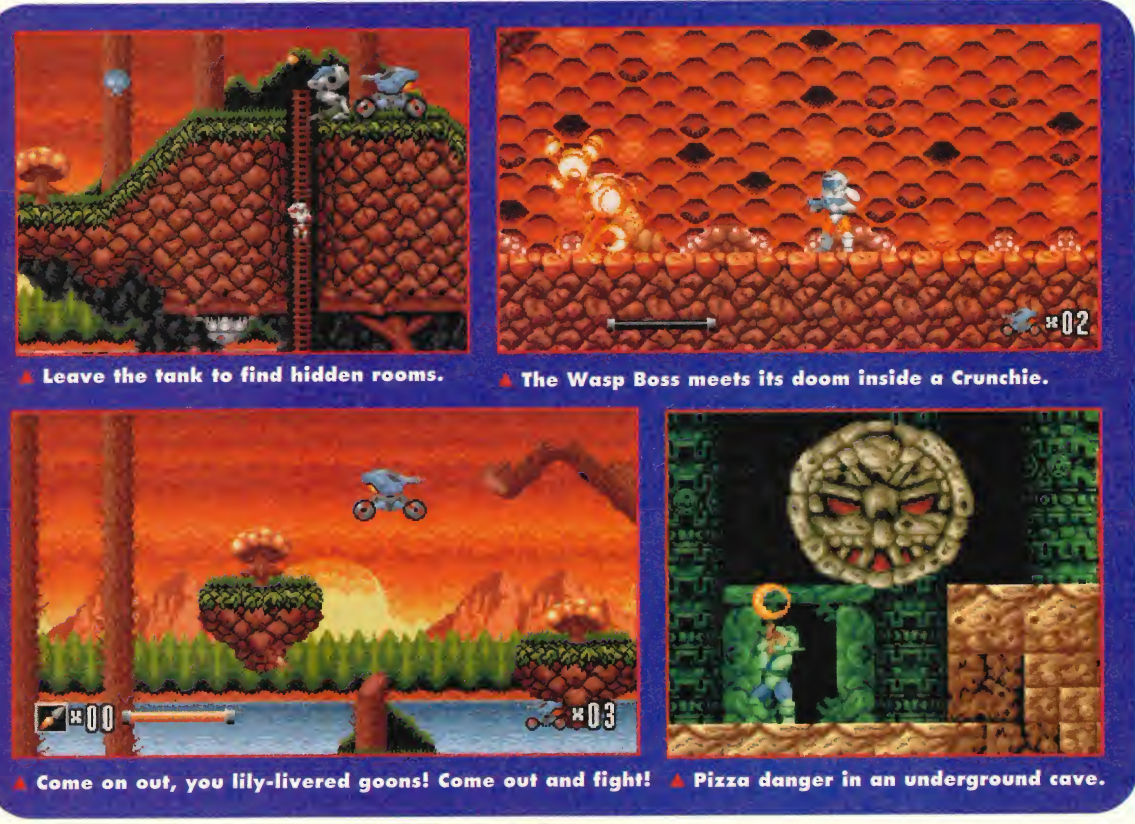 ×02
▲ Leave the tank to find hidden rooms.
▲ The Wasp Boss meets its doom inside a Crunchie.
×00
×03
▲ Come on out, you lily-livered goons! Come out and fight!
▲ Pizza danger in an underground cave.